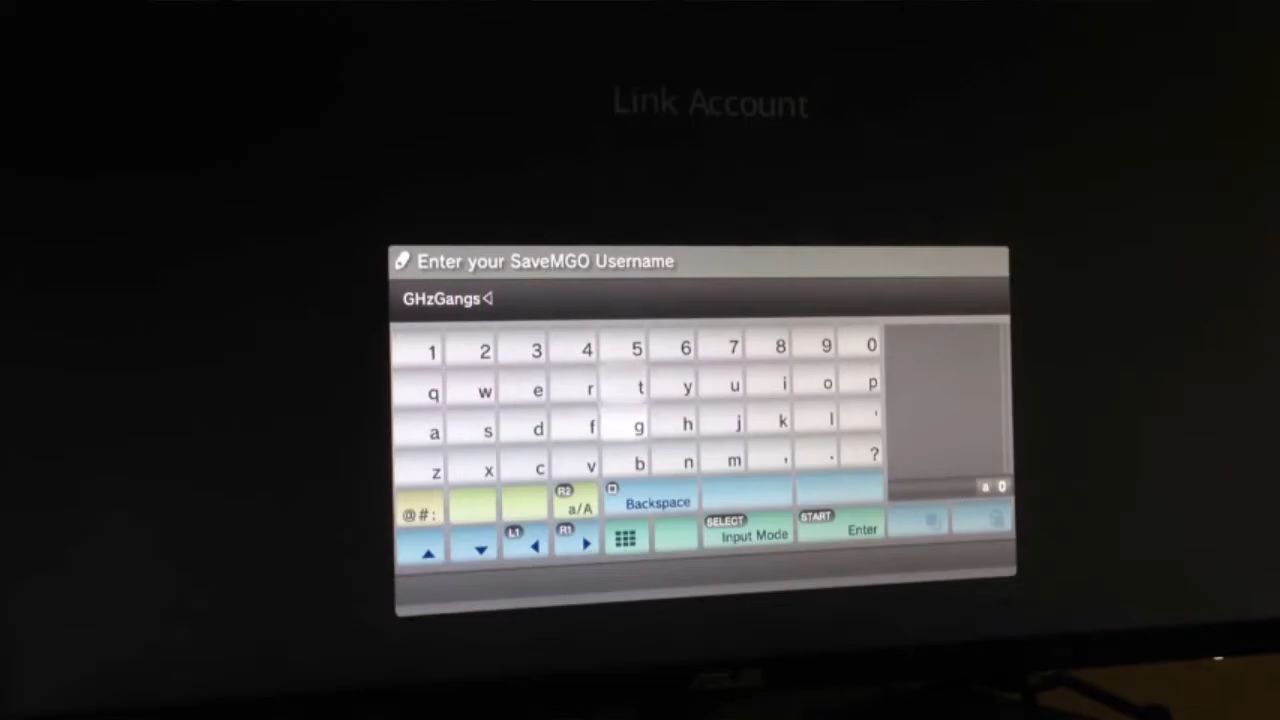 Link Account
Enter your SaveMGO Username
GHzGangs
1 2 3 4 5 6 7 8 9 0
q w e r t y u i o p
a s d f g h j k l '
z x c v b n m , . ?
@#: R2 a/A Backspace
L1 R1 SELECT Input Mode START Enter
a 0